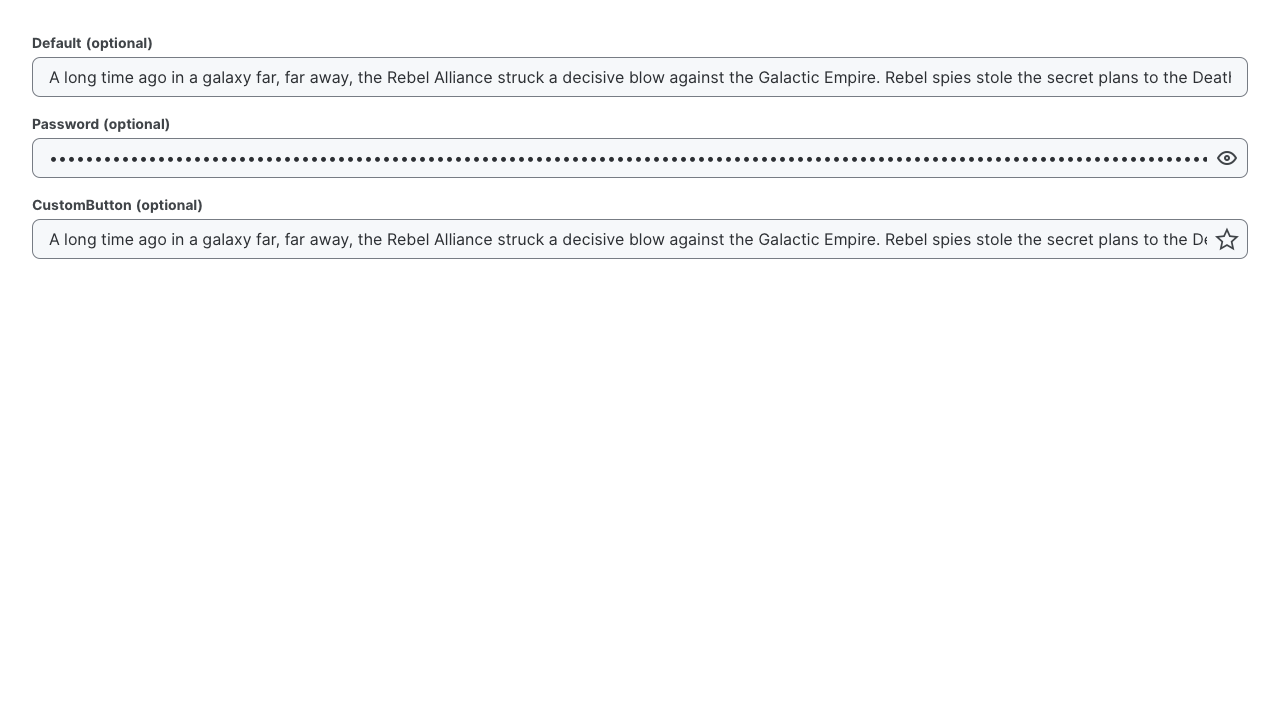 Default (optional)
A long time ago in a galaxy far, far away, the Rebel Alliance struck a decisive blow against the Galactic Empire. Rebel spies stole the secret plans to the Death
Password (optional)
CustomButton (optional)
A long time ago in a galaxy far, far away, the Rebel Alliance struck a decisive blow against the Galactic Empire. Rebel spies stole the secret plans to the De